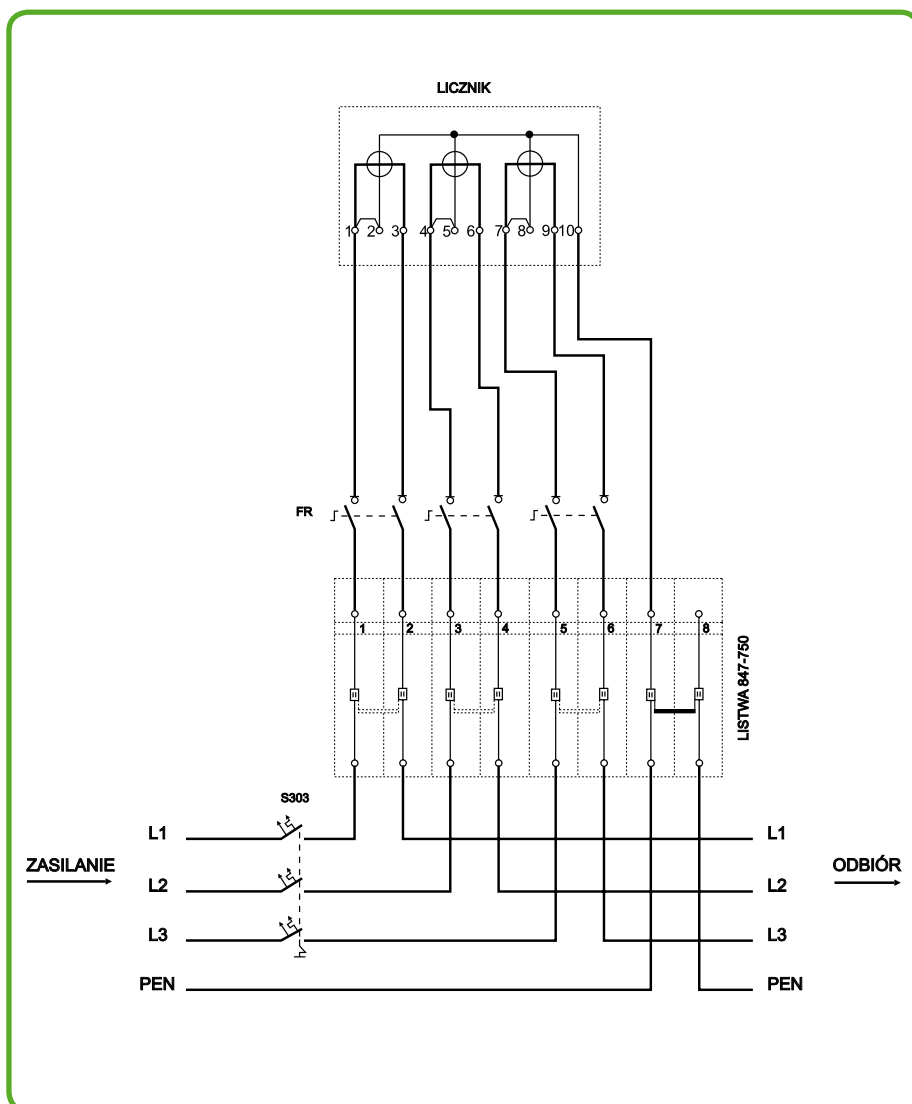 LICZNIK
1 2 3 4 5 6 7 8 9 10
FR
1 2 3 4 5 6 7 8
LISTWA 847-750
S303
L1 L1
ZASILANIE ODBIÓR
L2 L2
L3 L3
PEN PEN